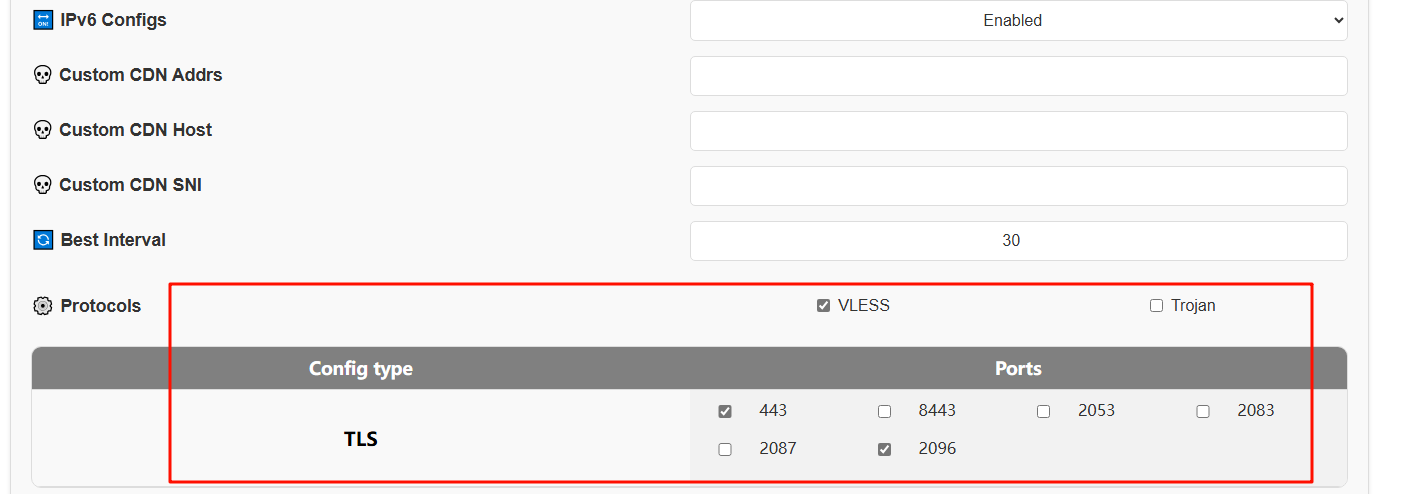 IPv6 Configs Enabled
Custom CDN Addrs
Custom CDN Host
Custom CDN SNI
Best Interval 30
Protocols VLESS Trojan
Config type Ports
443 8443 2053 2083
TLS
2087 2096